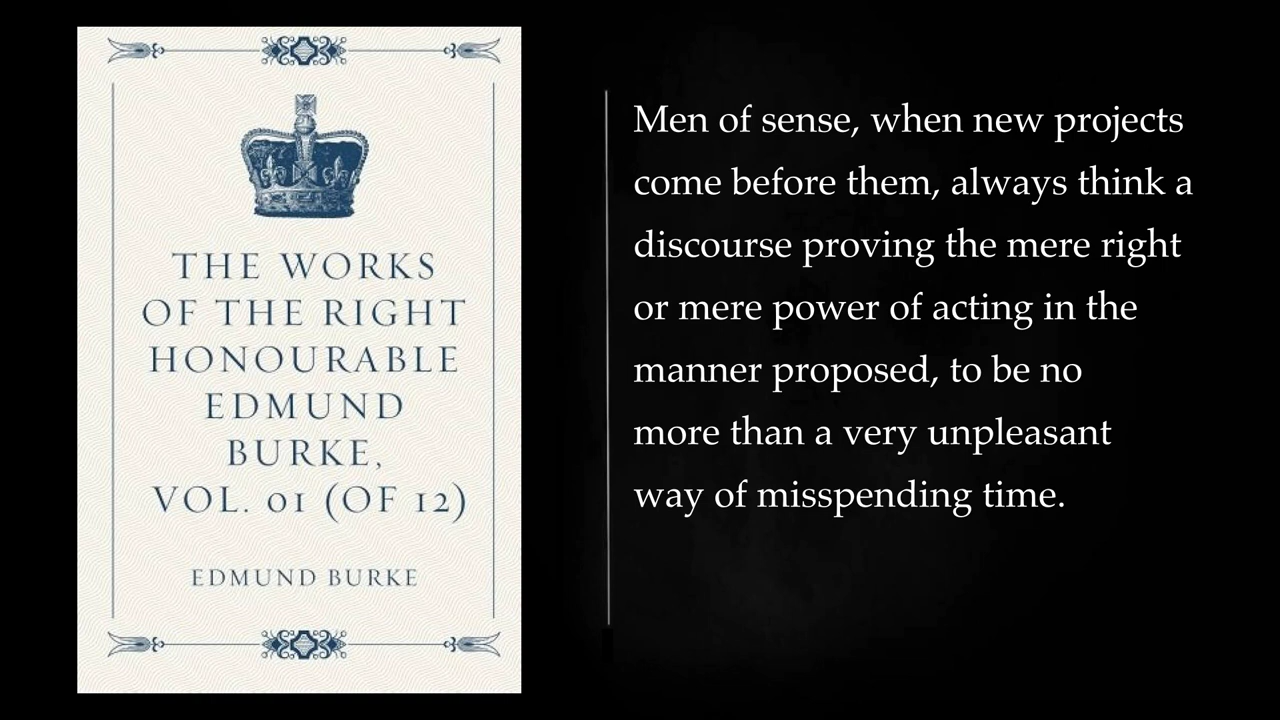 THE WORKS
OF THE RIGHT
HONOURABLE
EDMUND
BURKE,
VOL. 01 (OF 12)
EDMUND BURKE
Men of sense, when new projects
come before them, always think a
discourse proving the mere right
or mere power of acting in the
manner proposed, to be no
more than a very unpleasant
way of misspending time.